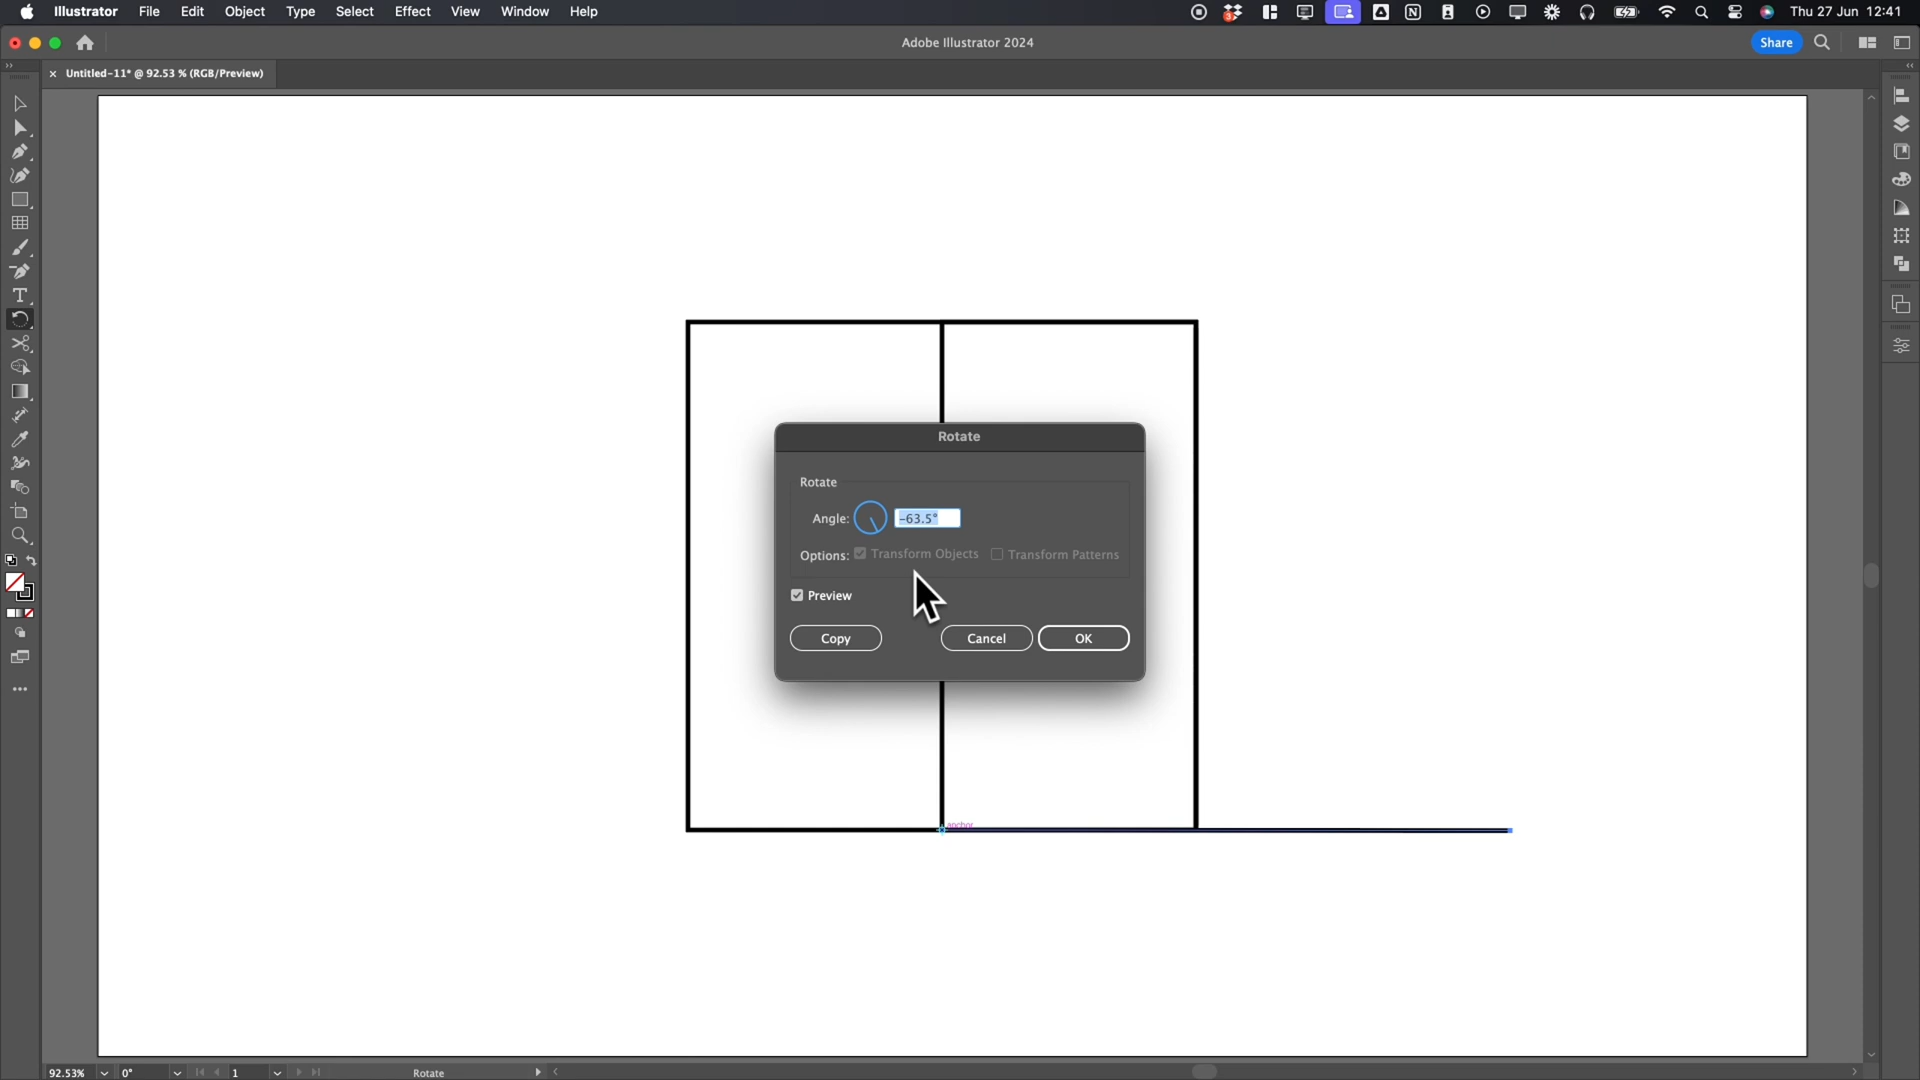 Illustrator File Edit Object Type Select Effect View Window Help Thu 27 Jun 12:41
Adobe Illustrator 2024
Share
Untitled-11* @ 92.53 % (RGB/Preview)
Rotate
Rotate
Angle: -63.5°
Options: Transform Objects Transform Patterns
Preview
Copy Cancel OK
anchor
92.53% 0° 1 Rotate